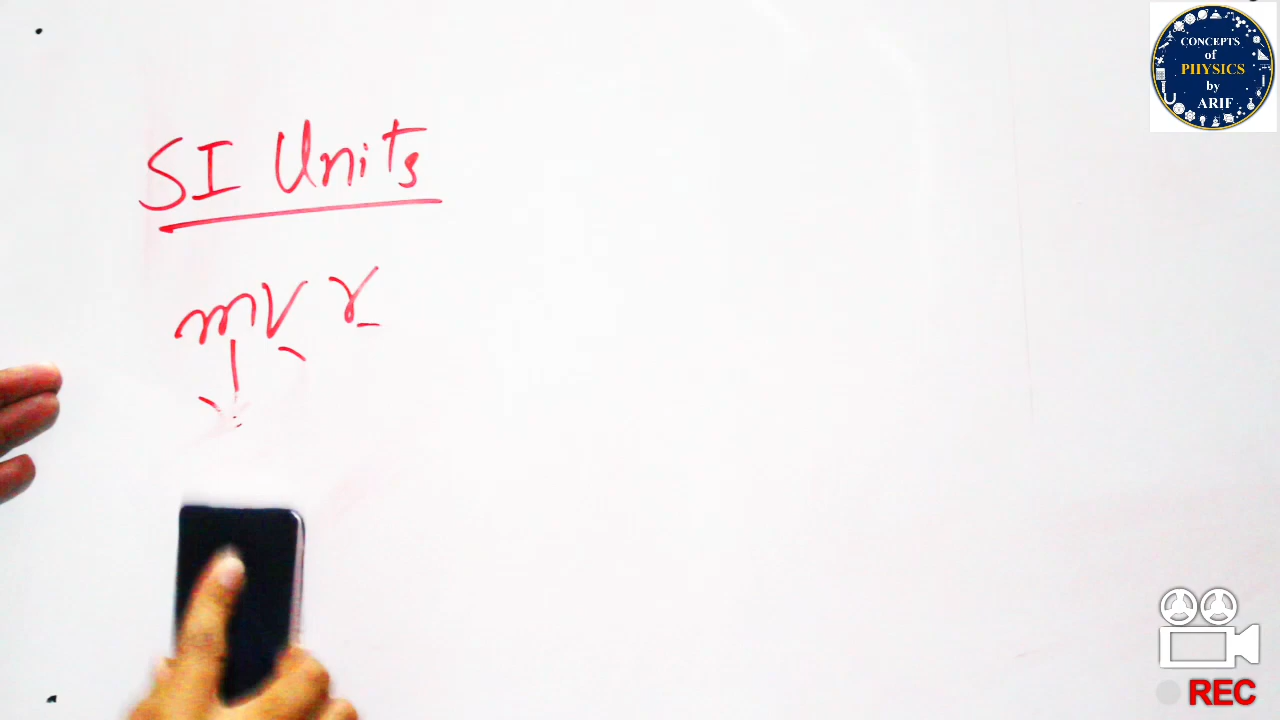 CONCEPTS
of
PHYSICS
by
ARIF
SI Units
mvr
REC